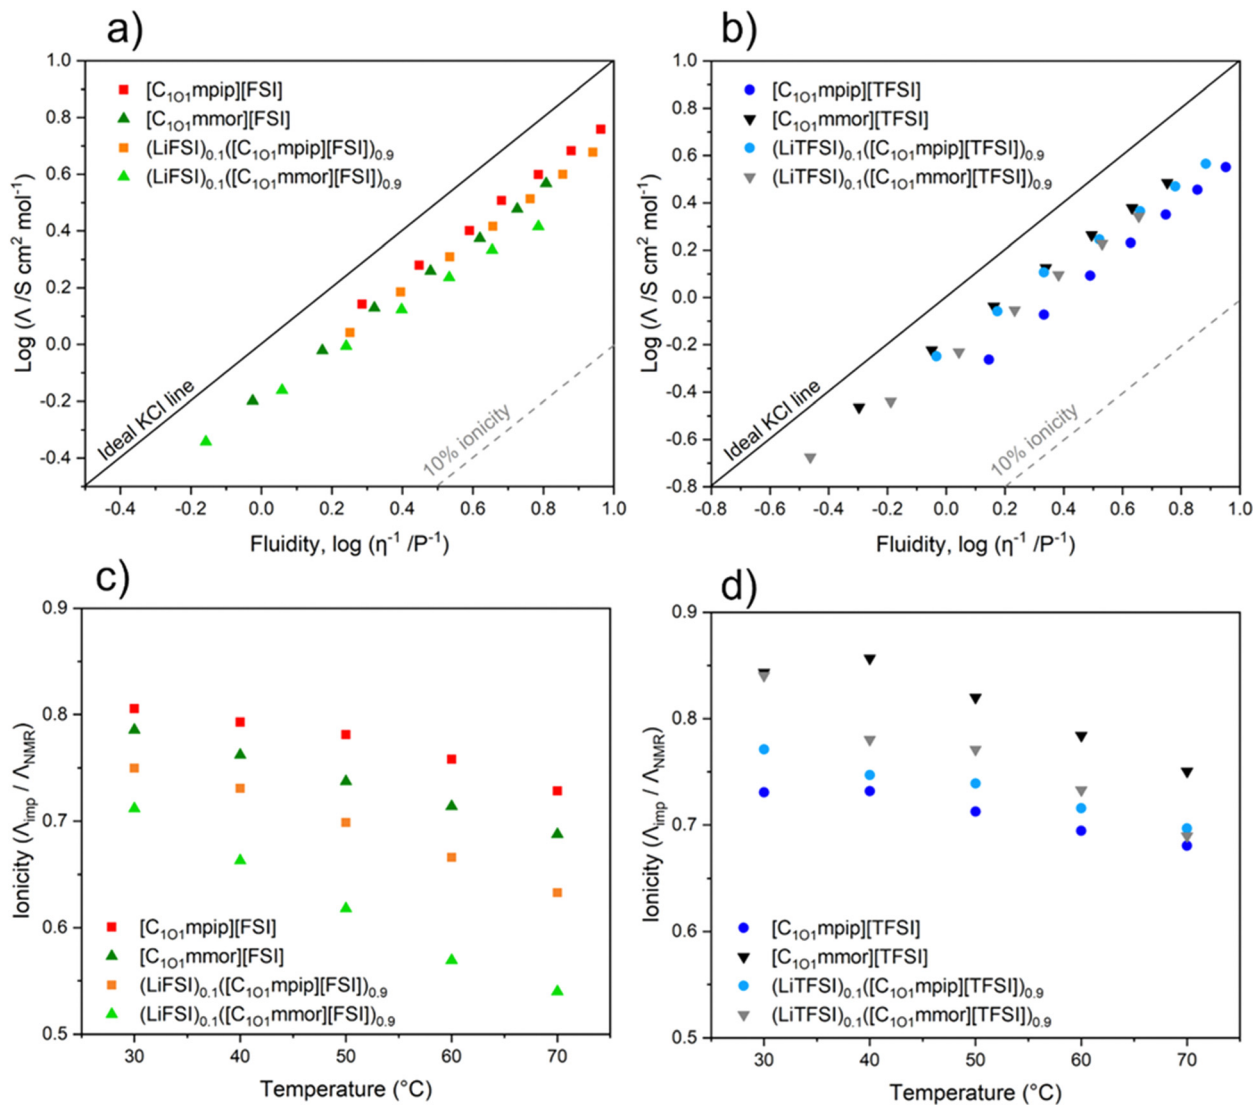 a)
1.0
0.8
0.6
0.4
0.2
0.0
-0.2
-0.4
Log (Λ /S cm² mol⁻¹)
[C₁O₁mpip][FSI]
[C₁O₁mmor][FSI]
(LiFSI)₀.₁([C₁O₁mpip][FSI])₀.₉
(LiFSI)₀.₁([C₁O₁mmor][FSI])₀.₉
Ideal KCl line
10% ionicity
-0.4 -0.2 0.0 0.2 0.4 0.6 0.8 1.0
Fluidity, log (η⁻¹ /P⁻¹)
b)
1.0
0.8
0.6
0.4
0.2
0.0
-0.2
-0.4
-0.6
-0.8
Log (Λ /S cm² mol⁻¹)
[C₁O₁mpip][TFSI]
[C₁O₁mmor][TFSI]
(LiTFSI)₀.₁([C₁O₁mpip][TFSI])₀.₉
(LiTFSI)₀.₁([C₁O₁mmor][TFSI])₀.₉
Ideal KCl line
10% ionicity
-0.8 -0.6 -0.4 -0.2 0.0 0.2 0.4 0.6 0.8 1.0
Fluidity, log (η⁻¹ /P⁻¹)
c)
0.9
0.8
0.7
0.6
0.5
Ionicity (Λimp / ΛNMR)
[C₁O₁mpip][FSI]
[C₁O₁mmor][FSI]
(LiFSI)₀.₁([C₁O₁mpip][FSI])₀.₉
(LiFSI)₀.₁([C₁O₁mmor][FSI])₀.₉
30 40 50 60 70
Temperature (°C)
d)
0.9
0.8
0.7
0.6
0.5
Ionicity (Λimp / ΛNMR)
[C₁O₁mpip][TFSI]
[C₁O₁mmor][TFSI]
(LiTFSI)₀.₁([C₁O₁mpip][TFSI])₀.₉
(LiTFSI)₀.₁([C₁O₁mmor][TFSI])₀.₉
30 40 50 60 70
Temperature (°C)